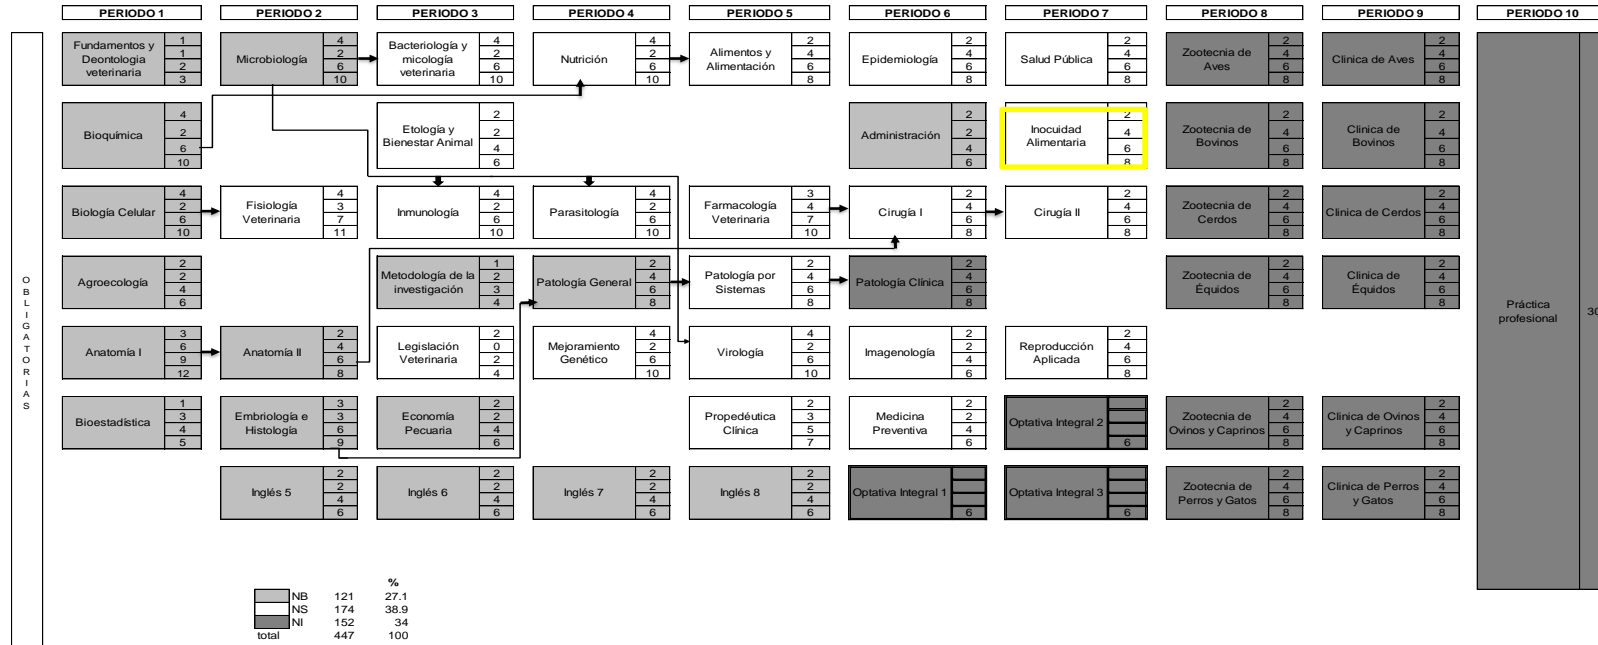 PERIODO 1 PERIODO 2 PERIODO 3 PERIODO 4 PERIODO 5 PERIODO 6 PERIODO 7 PERIODO 8 PERIODO 9 PERIODO 10
OBLIGATORIAS
Fundamentos y
Deontologia
veterinaria
1
1
2
3
Microbiología
4
2
6
10
Bacteriología y
micología
veterinaria
4
2
6
10
Nutrición
4
2
6
10
Alimentos y
Alimentación
2
4
6
8
Epidemiología
2
4
6
8
Salud Pública
2
4
6
8
Zootecnia de
Aves
2
4
6
8
Clinica de Aves
2
4
6
8
Bioquímica
4
2
6
10
Etología y
Bienestar Animal
2
2
4
6
Administración
2
2
4
6
Inocuidad
Alimentaria
2
4
6
8
Zootecnia de
Bovinos
2
4
6
8
Clinica de
Bovinos
2
4
6
8
Biología Celular
4
2
6
10
Fisiología
Veterinaria
4
3
7
11
Inmunología
4
2
6
10
Parasitología
4
2
6
10
Farmacología
Veterinaria
3
4
7
10
Cirugía I
2
4
6
8
Cirugía II
2
4
6
8
Zootecnia de
Cerdos
2
4
6
8
Clinica de Cerdos
2
4
6
8
Agroecología
2
2
4
6
Metodología de la
investigación
1
2
3
4
Patología General
2
4
6
8
Patología por
Sistemas
2
4
6
8
Patología Clínica
2
4
6
8
Zootecnia de
Équidos
2
4
6
8
Clinica de
Équidos
2
4
6
8
Práctica
profesional
30
Anatomía I
3
6
9
12
Anatomía II
2
4
6
8
Legislación
Veterinaria
2
0
2
4
Mejoramiento
Genético
4
2
6
10
Virología
4
2
6
10
Imagenología
2
2
4
6
Reproducción
Aplicada
2
4
6
8
Bioestadística
1
3
4
5
Embriología e
Histología
3
3
6
9
Economía
Pecuaria
2
2
4
6
Propedéutica
Clínica
2
3
5
7
Medicina
Preventiva
2
2
4
6
Optativa Integral 2
6
Zootecnia de
Ovinos y Caprinos
2
4
6
8
Clinica de Ovinos
y Caprinos
2
4
6
8
Inglés 5
2
2
4
6
Inglés 6
2
2
4
6
Inglés 7
2
2
4
6
Inglés 8
2
2
4
6
Optativa Integral 1
6
Optativa Integral 3
6
Zootecnia de
Perros y Gatos
2
4
6
8
Clinica de Perros
y Gatos
2
4
6
8
%
NB 121 27.1
NS 174 38.9
NI 152 34
total 447 100